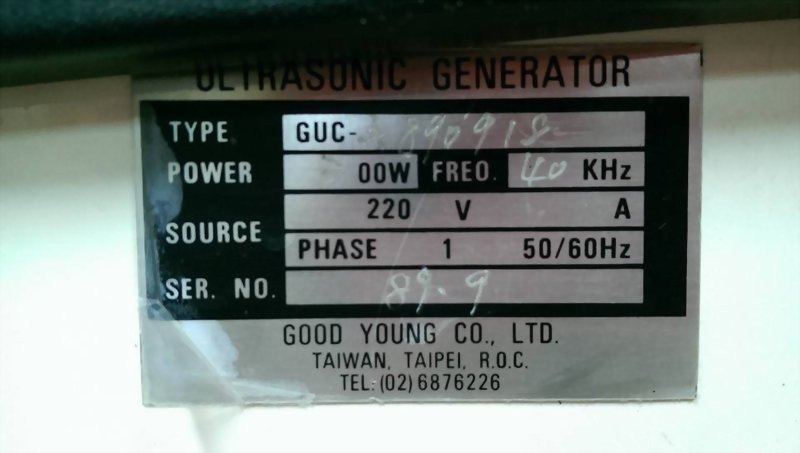 ULTRASONIC GENERATOR
TYPE GUC- 890918
POWER 00W FREQ. 40 KHz
SOURCE 220 V A
PHASE 1 50/60Hz
SER. NO. 89.9
GOOD YOUNG CO., LTD.
TAIWAN, TAIPEI, R.O.C.
TEL:(02)6876226